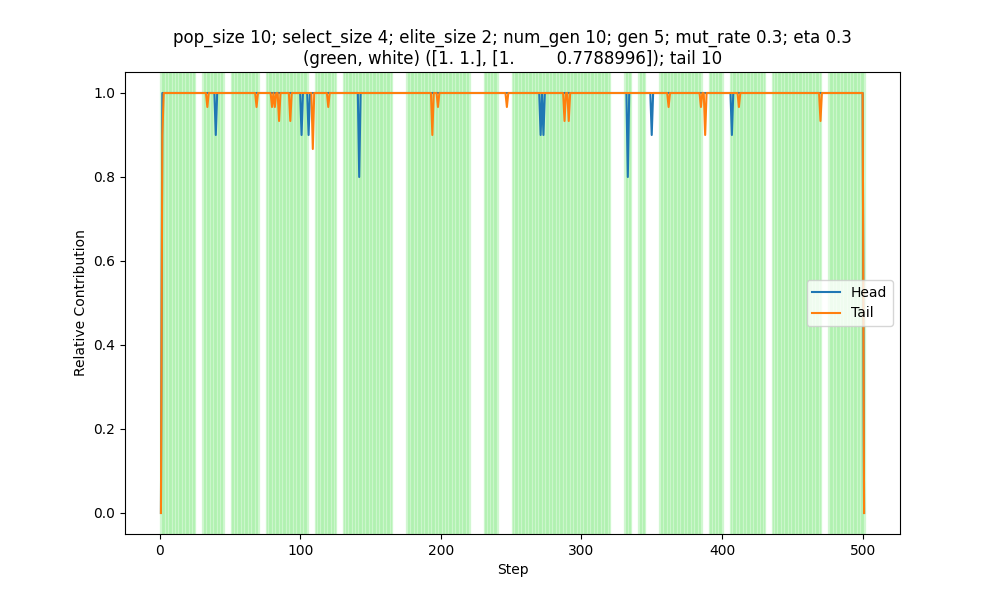 pop_size 10; select_size 4; elite_size 2; num_gen 10; gen 5; mut_rate 0.3; eta 0.3
(green, white) ([1. 1.], [1.        0.7788996]); tail 10
1.0
0.8
0.6
0.4
0.2
0.0
Relative Contribution
Head
Tail
0 100 200 300 400 500
Step